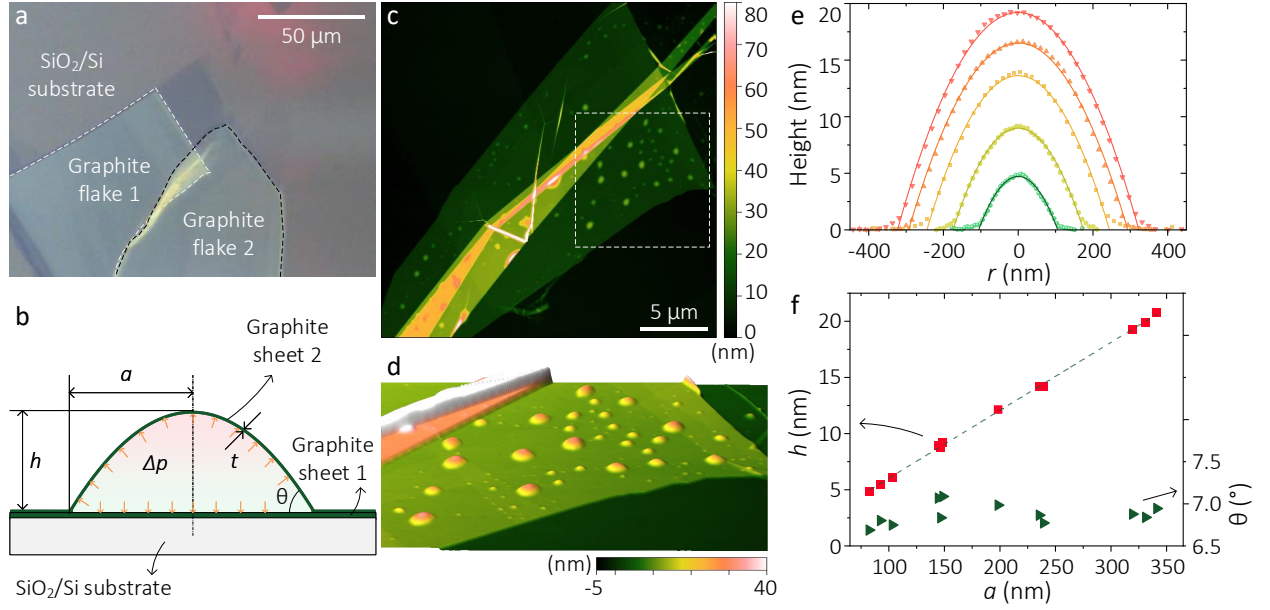 a
50 µm
SiO₂/Si
substrate
Graphite
flake 1
Graphite
flake 2
b
Graphite
sheet 2
a
h
Δp
t
Graphite
sheet 1
θ
SiO₂/Si substrate
c
5 µm
80
70
60
50
40
30
20
10
0
(nm)
d
(nm)
-5
40
e
20
15
10
5
0
Height (nm)
-400
-200
0
200
400
r (nm)
f
20
15
10
5
0
h (nm)
7.5
7.0
6.5
θ (°)
100
150
200
250
300
350
a (nm)